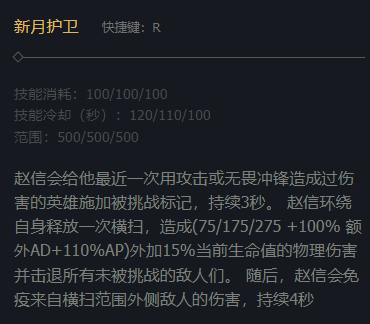 新月护卫 快捷键：R
技能消耗：100/100/100
技能冷却（秒）：120/110/100
范围：500/500/500
赵信会给他最近一次用攻击或无畏冲锋造成过伤
害的英雄施加被挑战标记，持续3秒。 赵信环绕
自身释放一次横扫，造成(75/175/275 +100% 额
外AD+110%AP)外加15%当前生命值的物理伤害
并击退所有未被挑战的敌人们。 随后，赵信会免
疫来自横扫范围外侧敌人的伤害，持续4秒